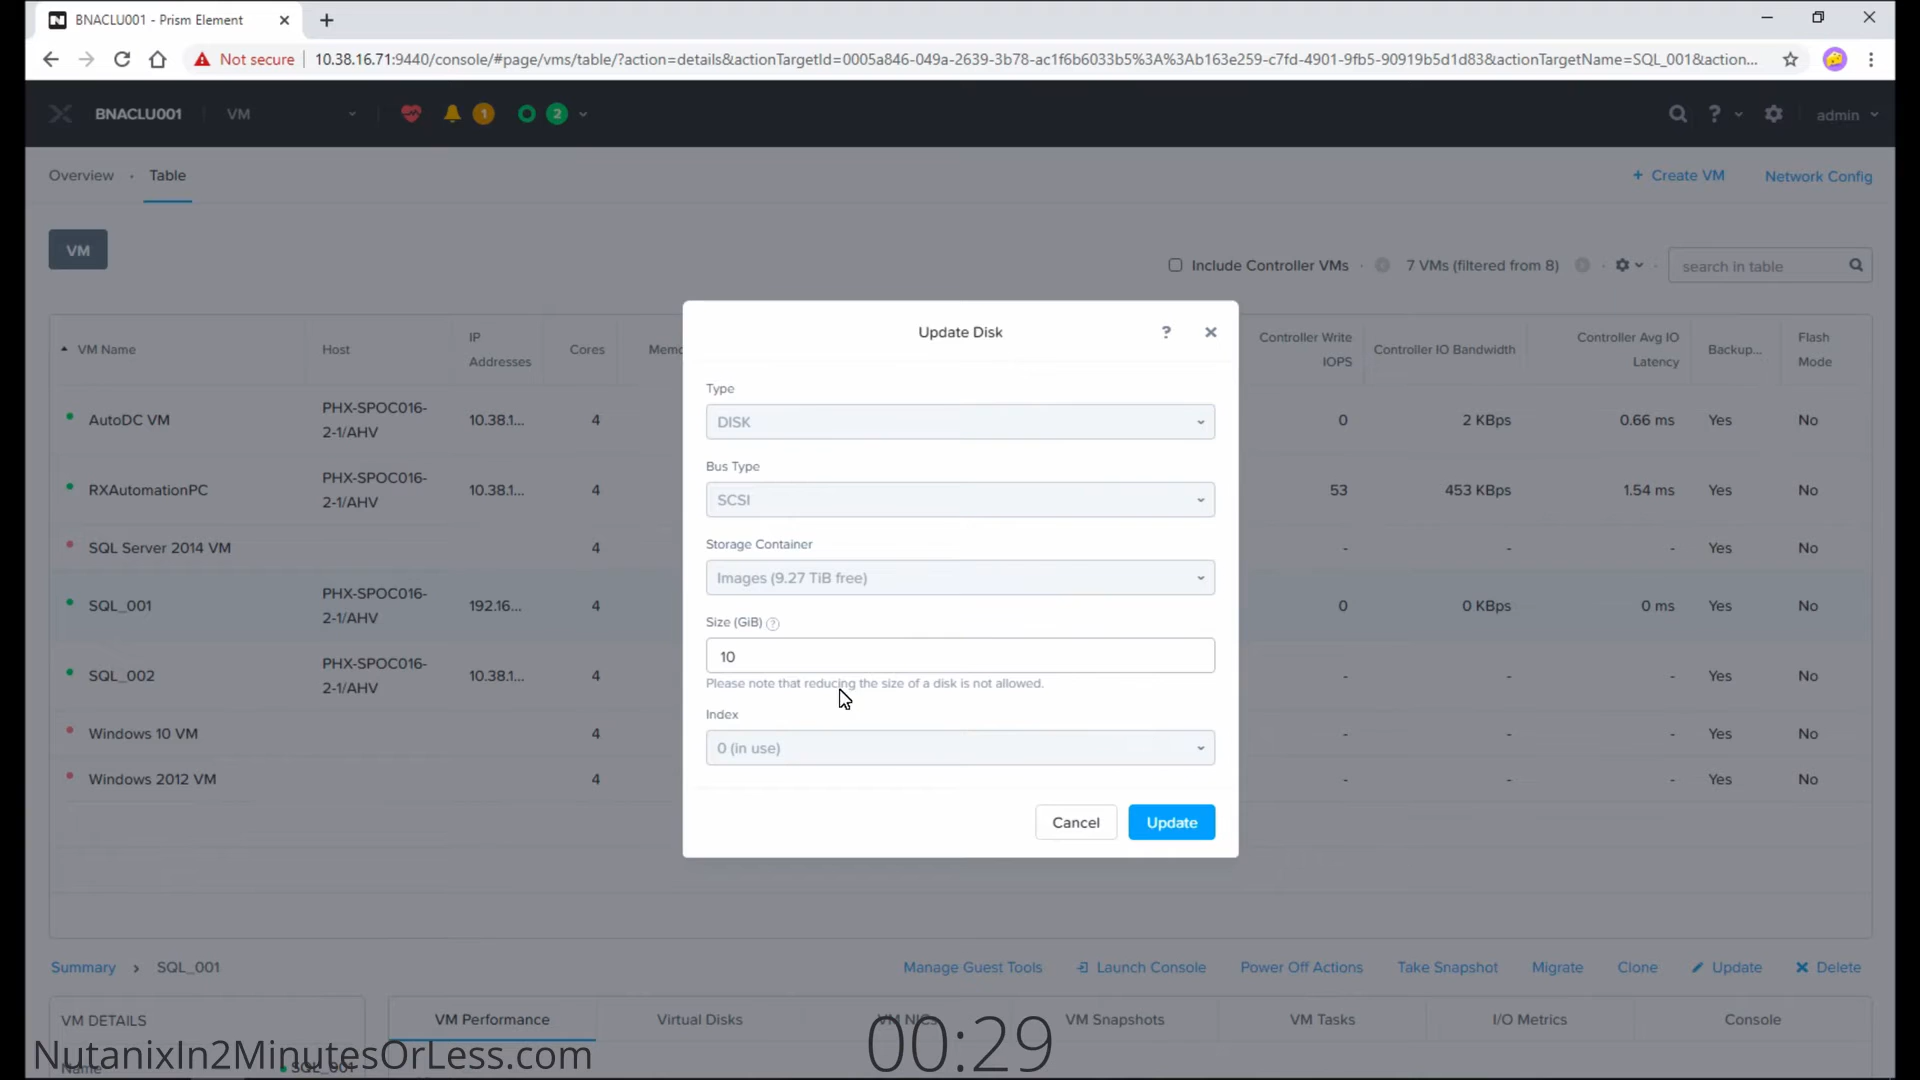 BNACLU001 - Prism Element
Not secure
10.38.16.71:9440/console/#page/vms/table/?action=details&actionTargetId=0005a846-049a-2639-3b78-ac1f6b6033b5%3A%3Ab163e259-c7fd-4901-9fb5-90919b5d1d83&actionTargetName=SQL_001&action...
BNACLU001
VM
1
2
?
admin
Overview
Table
+ Create VM
Network Config
VM
Include Controller VMs
7 VMs (filtered from 8)
search in table
VM Name
Host
IP Addresses
Cores
Memo
Controller Write IOPS
Controller IO Bandwidth
Controller Avg IO Latency
Backup...
Flash Mode
AutoDC VM PHX-SPOC016-2-1/AHV 10.38.1... 4 0 2 KBps 0.66 ms Yes No
RXAutomationPC PHX-SPOC016-2-1/AHV 10.38.1... 4 53 453 KBps 1.54 ms Yes No
SQL Server 2014 VM 4 - - - Yes No
SQL_001 PHX-SPOC016-2-1/AHV 192.16... 4 0 0 KBps 0 ms Yes No
SQL_002 PHX-SPOC016-2-1/AHV 10.38.1... 4 - - - Yes No
Windows 10 VM 4 - - - Yes No
Windows 2012 VM 4 - - - Yes No
Update Disk
?
Type
DISK
Bus Type
SCSI
Storage Container
Images (9.27 TiB free)
Size (GiB) ?
10
Please note that reducing the size of a disk is not allowed.
Index
0 (in use)
Cancel
Update
Summary > SQL_001
Manage Guest Tools
Launch Console
Power Off Actions
Take Snapshot
Migrate
Clone
Update
Delete
VM DETAILS
VM Performance
Virtual Disks
VM NICs
VM Snapshots
VM Tasks
I/O Metrics
Console
Name SQL_001
NutanixIn2MinutesOrLess.com
00:29